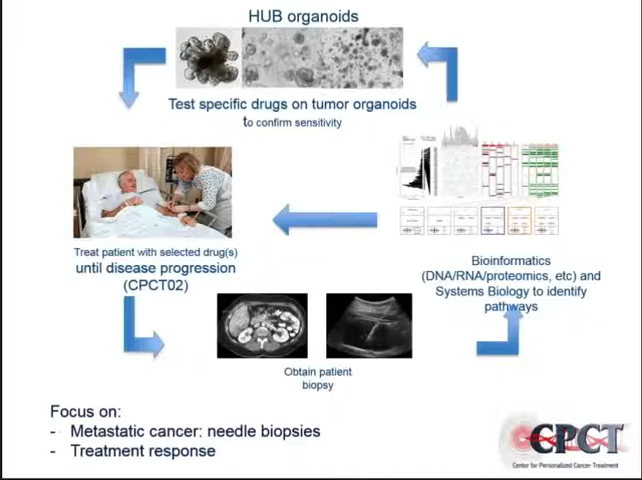 HUB organoids
Test specific drugs on tumor organoids
to confirm sensitivity
Treat patient with selected drug(s)
until disease progression
(CPCT02)
Bioinformatics
(DNA/RNA/proteomics, etc) and
Systems Biology to identify
pathways
Obtain patient
biopsy
Focus on:
- Metastatic cancer: needle biopsies
- Treatment response
CPCT
Center for Personalized Cancer Treatment